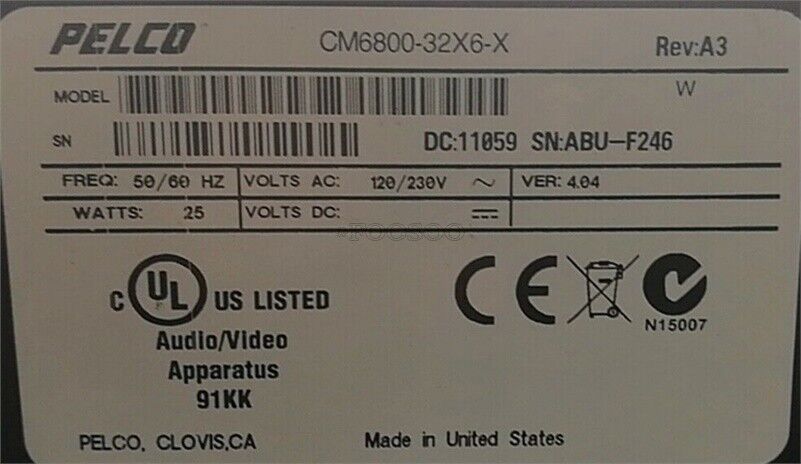 PELCO CM6800-32X6-X Rev:A3
MODEL W
SN DC:11059 SN:ABU-F246
FREQ: 50/60 HZ VOLTS AC: 120/230V ~ VER: 4.04
WATTS: 25 VOLTS DC:
FOOSOO
C UL US LISTED
CE
N15007
Audio/Video
Apparatus
91KK
PELCO, CLOVIS,CA Made in United States